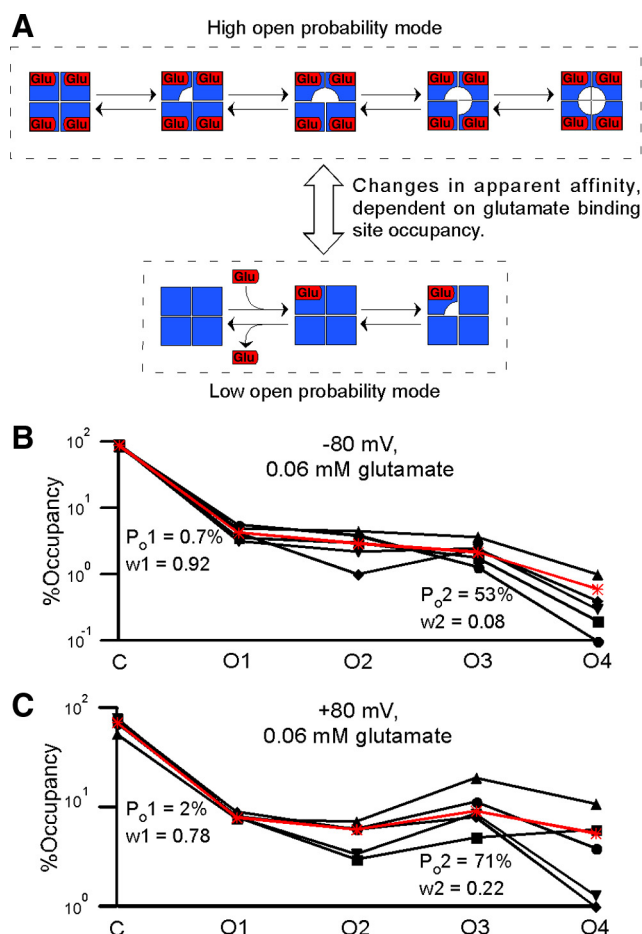 A
High open probability mode
Glu Glu Glu Glu Glu Glu Glu Glu Glu Glu
Glu Glu Glu Glu Glu Glu Glu Glu Glu Glu
Changes in apparent affinity,
dependent on glutamate binding
site occupancy.
Glu
Glu Glu
Glu
Low open probability mode
B
-80 mV,
0.06 mM glutamate
%Occupancy
10²
10¹
10⁰
10⁻¹
Pₒ1 = 0.7%
w1 = 0.92
Pₒ2 = 53%
w2 = 0.08
C O1 O2 O3 O4
C
+80 mV,
0.06 mM glutamate
%Occupancy
10²
10¹
10⁰
Pₒ1 = 2%
w1 = 0.78
Pₒ2 = 71%
w2 = 0.22
C O1 O2 O3 O4